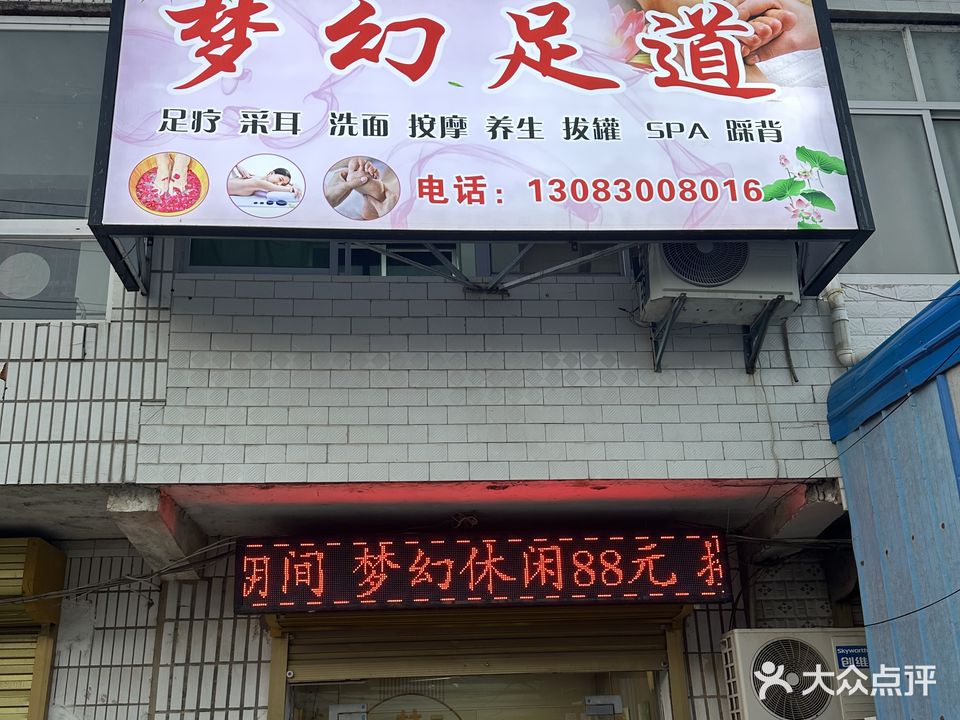 梦幻足道
足疗 采耳 洗面 按摩 养生 拔罐 SPA 踩背
电话：13083008016
间 梦幻休闲88元
Skyworth
创维
大众点评